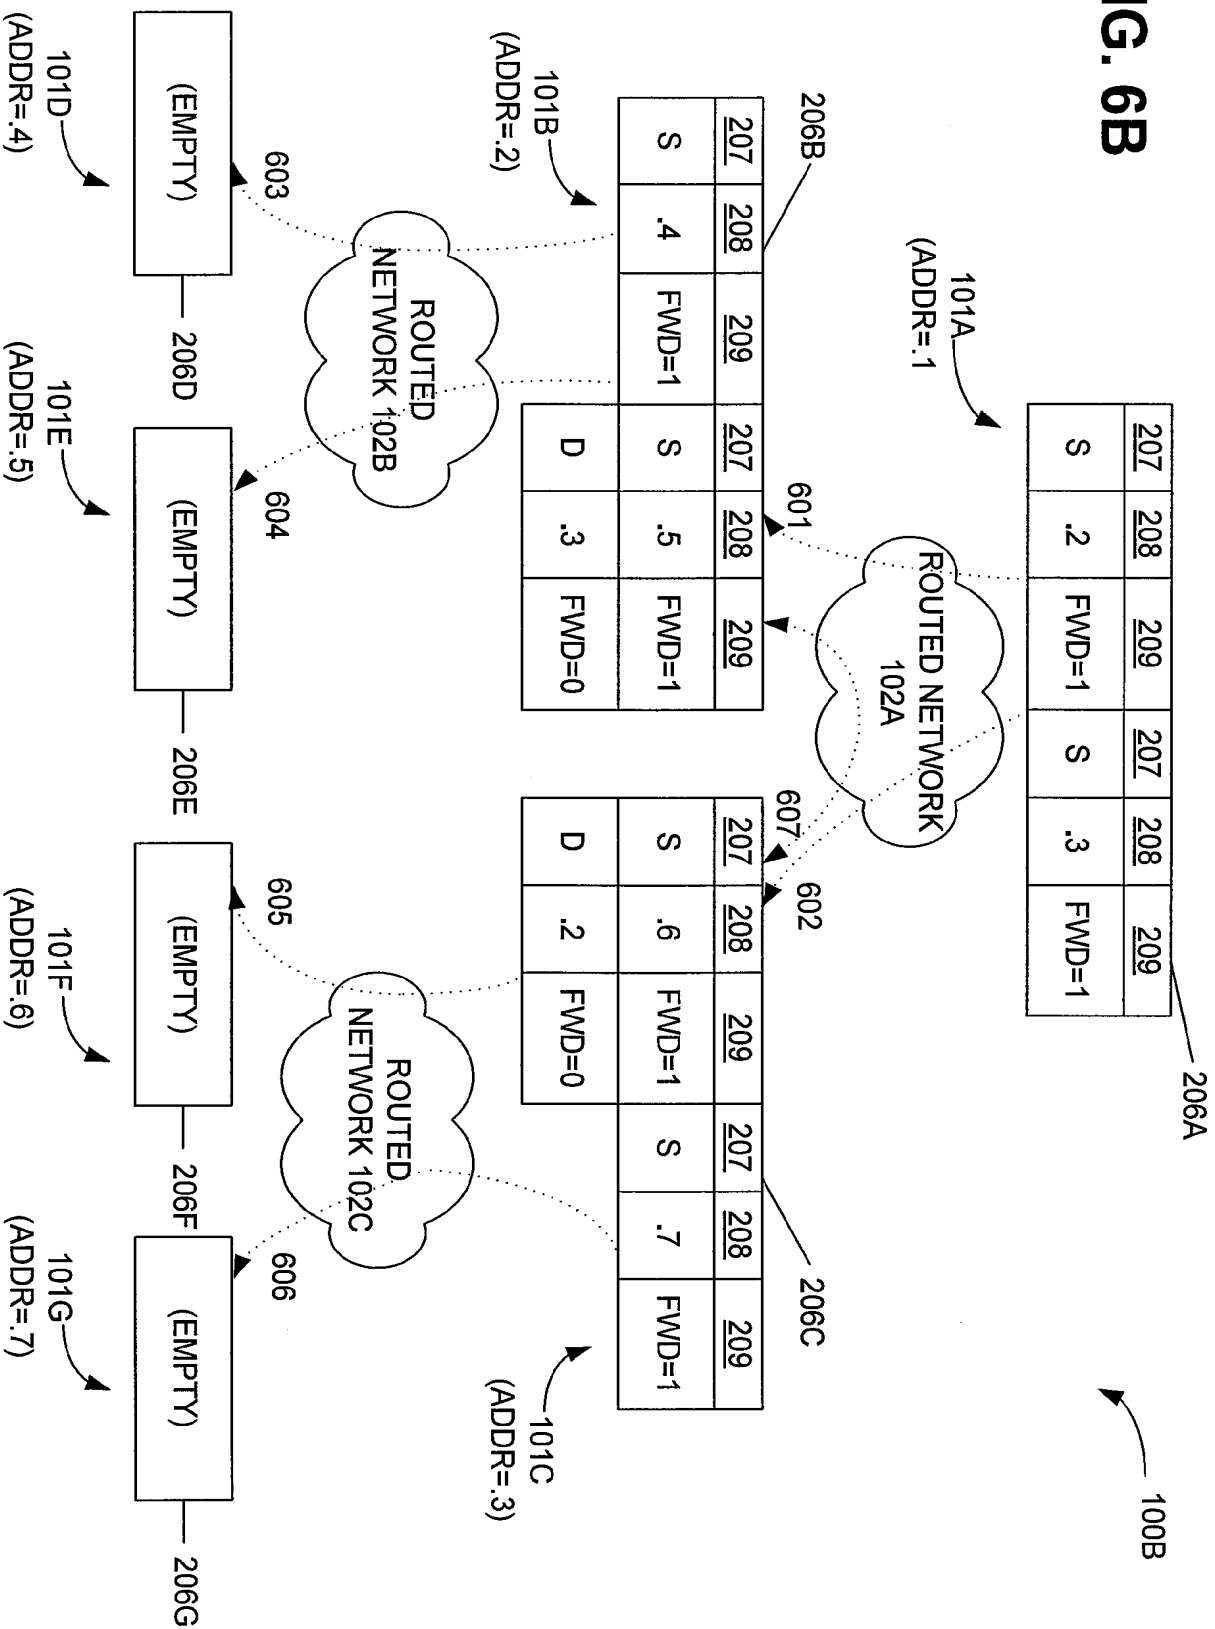 IG. 6B
100B
206A
207 208 209 207 208 209
S .2 FWD=1 S .3 FWD=1
101A
(ADDR=.1
ROUTED NETWORK
102A
601
602
607
206B
206C
207 208 209 207 208 209
S .4 FWD=1 S .5 FWD=1
D .3 FWD=0
101B
(ADDR=.2)
207 208 209 207 208 209
S .6 FWD=1 S .7 FWD=1
D .2 FWD=0
101C
(ADDR=.3)
ROUTED
NETWORK 102B
ROUTED
NETWORK 102C
603
604
605
606
(EMPTY)
206D
(EMPTY)
206E
(EMPTY)
206F
(EMPTY)
206G
101D
(ADDR=.4)
101E
(ADDR=.5)
101F
(ADDR=.6)
101G
(ADDR=.7)